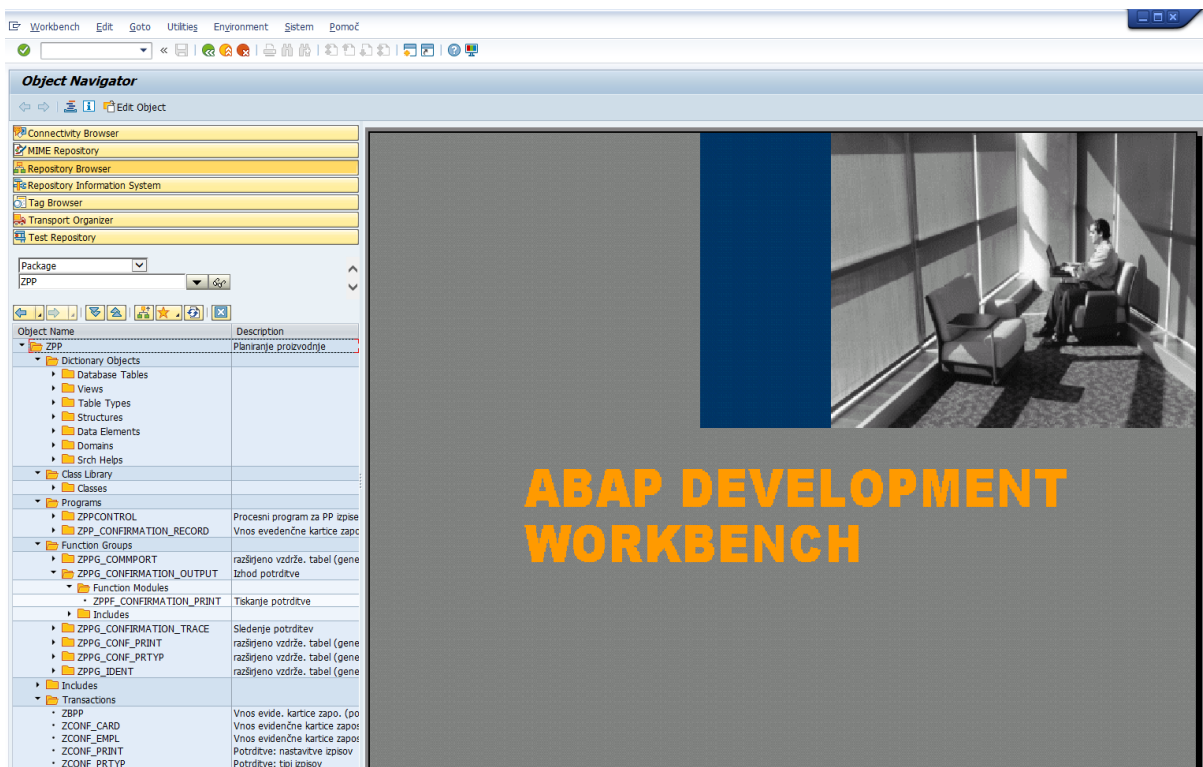 Workbench Edit Goto Utilities Environment Sistem Pomoč
Object Navigator
Edit Object
Connectivity Browser
MIME Repository
Repository Browser
Repository Information System
Tag Browser
Transport Organizer
Test Repository
Package
ZPP
Object Name Description
ZPP Planiranje proizvodnje
Dictionary Objects
Database Tables
Views
Table Types
Structures
Data Elements
Domains
Srch Helps
Class Library
Classes
Programs
ZPPCONTROL Procesni program za PP izpise
ZPP_CONFIRMATION_RECORD Vnos evedenčne kartice zapo
Function Groups
ZPPG_COMMPORT razširjeno vzdrže. tabel (gene
ZPPG_CONFIRMATION_OUTPUT Izhod potrditve
Function Modules
ZPPF_CONFIRMATION_PRINT Tiskanje potrditve
Includes
ZPPG_CONFIRMATION_TRACE Sledenje potrditev
ZPPG_CONF_PRINT razširjeno vzdrže. tabel (gene
ZPPG_CONF_PRTYP razširjeno vzdrže. tabel (gene
ZPPG_IDENT razširjeno vzdrže. tabel (gene
Includes
Transactions
ZBPP Vnos evide. kartice zapo. (po
ZCONF_CARD Vnos evidenčne kartice zapos
ZCONF_EMPL Vnos evidenčne kartice zapos
ZCONF_PRINT Potrditve: nastavitve izpisov
ZCONF_PRTYP Potrditve: tipi izpisov
ABAP DEVELOPMENT
WORKBENCH